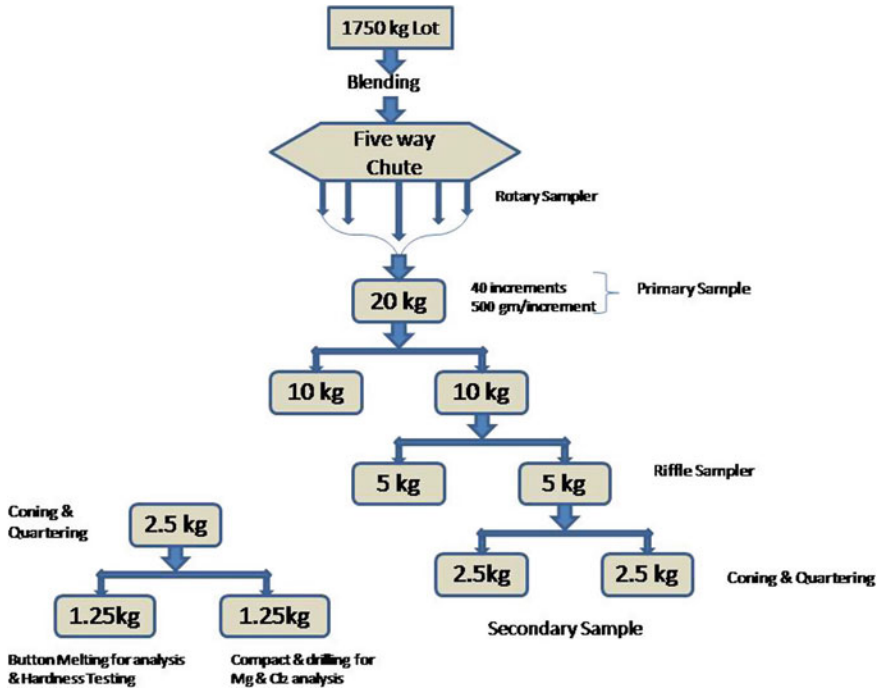 1750 kg Lot
Blending
Five way
Chute
Rotary Sampler
20 kg
40 increments
500 gm/increment
Primary Sample
10 kg
10 kg
5 kg
5 kg
Riffle Sampler
Coning &
Quartering
2.5 kg
2.5kg
2.5 kg
Coning & Quartering
1.25kg
1.25kg
Secondary Sample
Button Melting for analysis
& Hardness Testing
Compact & drilling for
Mg & Cl2 analysis